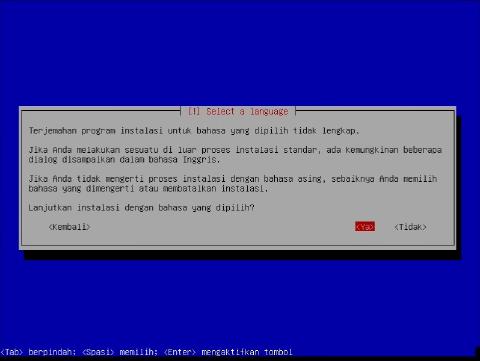 [!] Select a language
Terjemahan program instalasi untuk bahasa yang dipilih tidak lengkap.
Jika Anda melakukan sesuatu di luar proses instalasi standar, ada kemungkinan beberapa
dialog disampaikan dalam bahasa Inggris.
Jika Anda tidak mengerti proses instalasi dengan bahasa asing, sebaiknya Anda memilih
bahasa yang dimengerti atau membatalkan instalasi.
Lanjutkan instalasi dengan bahasa yang dipilih?
<Kembali> <Ya> <Tidak>
<Tab> berpindah; <Spasi> memilih; <Enter> mengaktifkan tombol